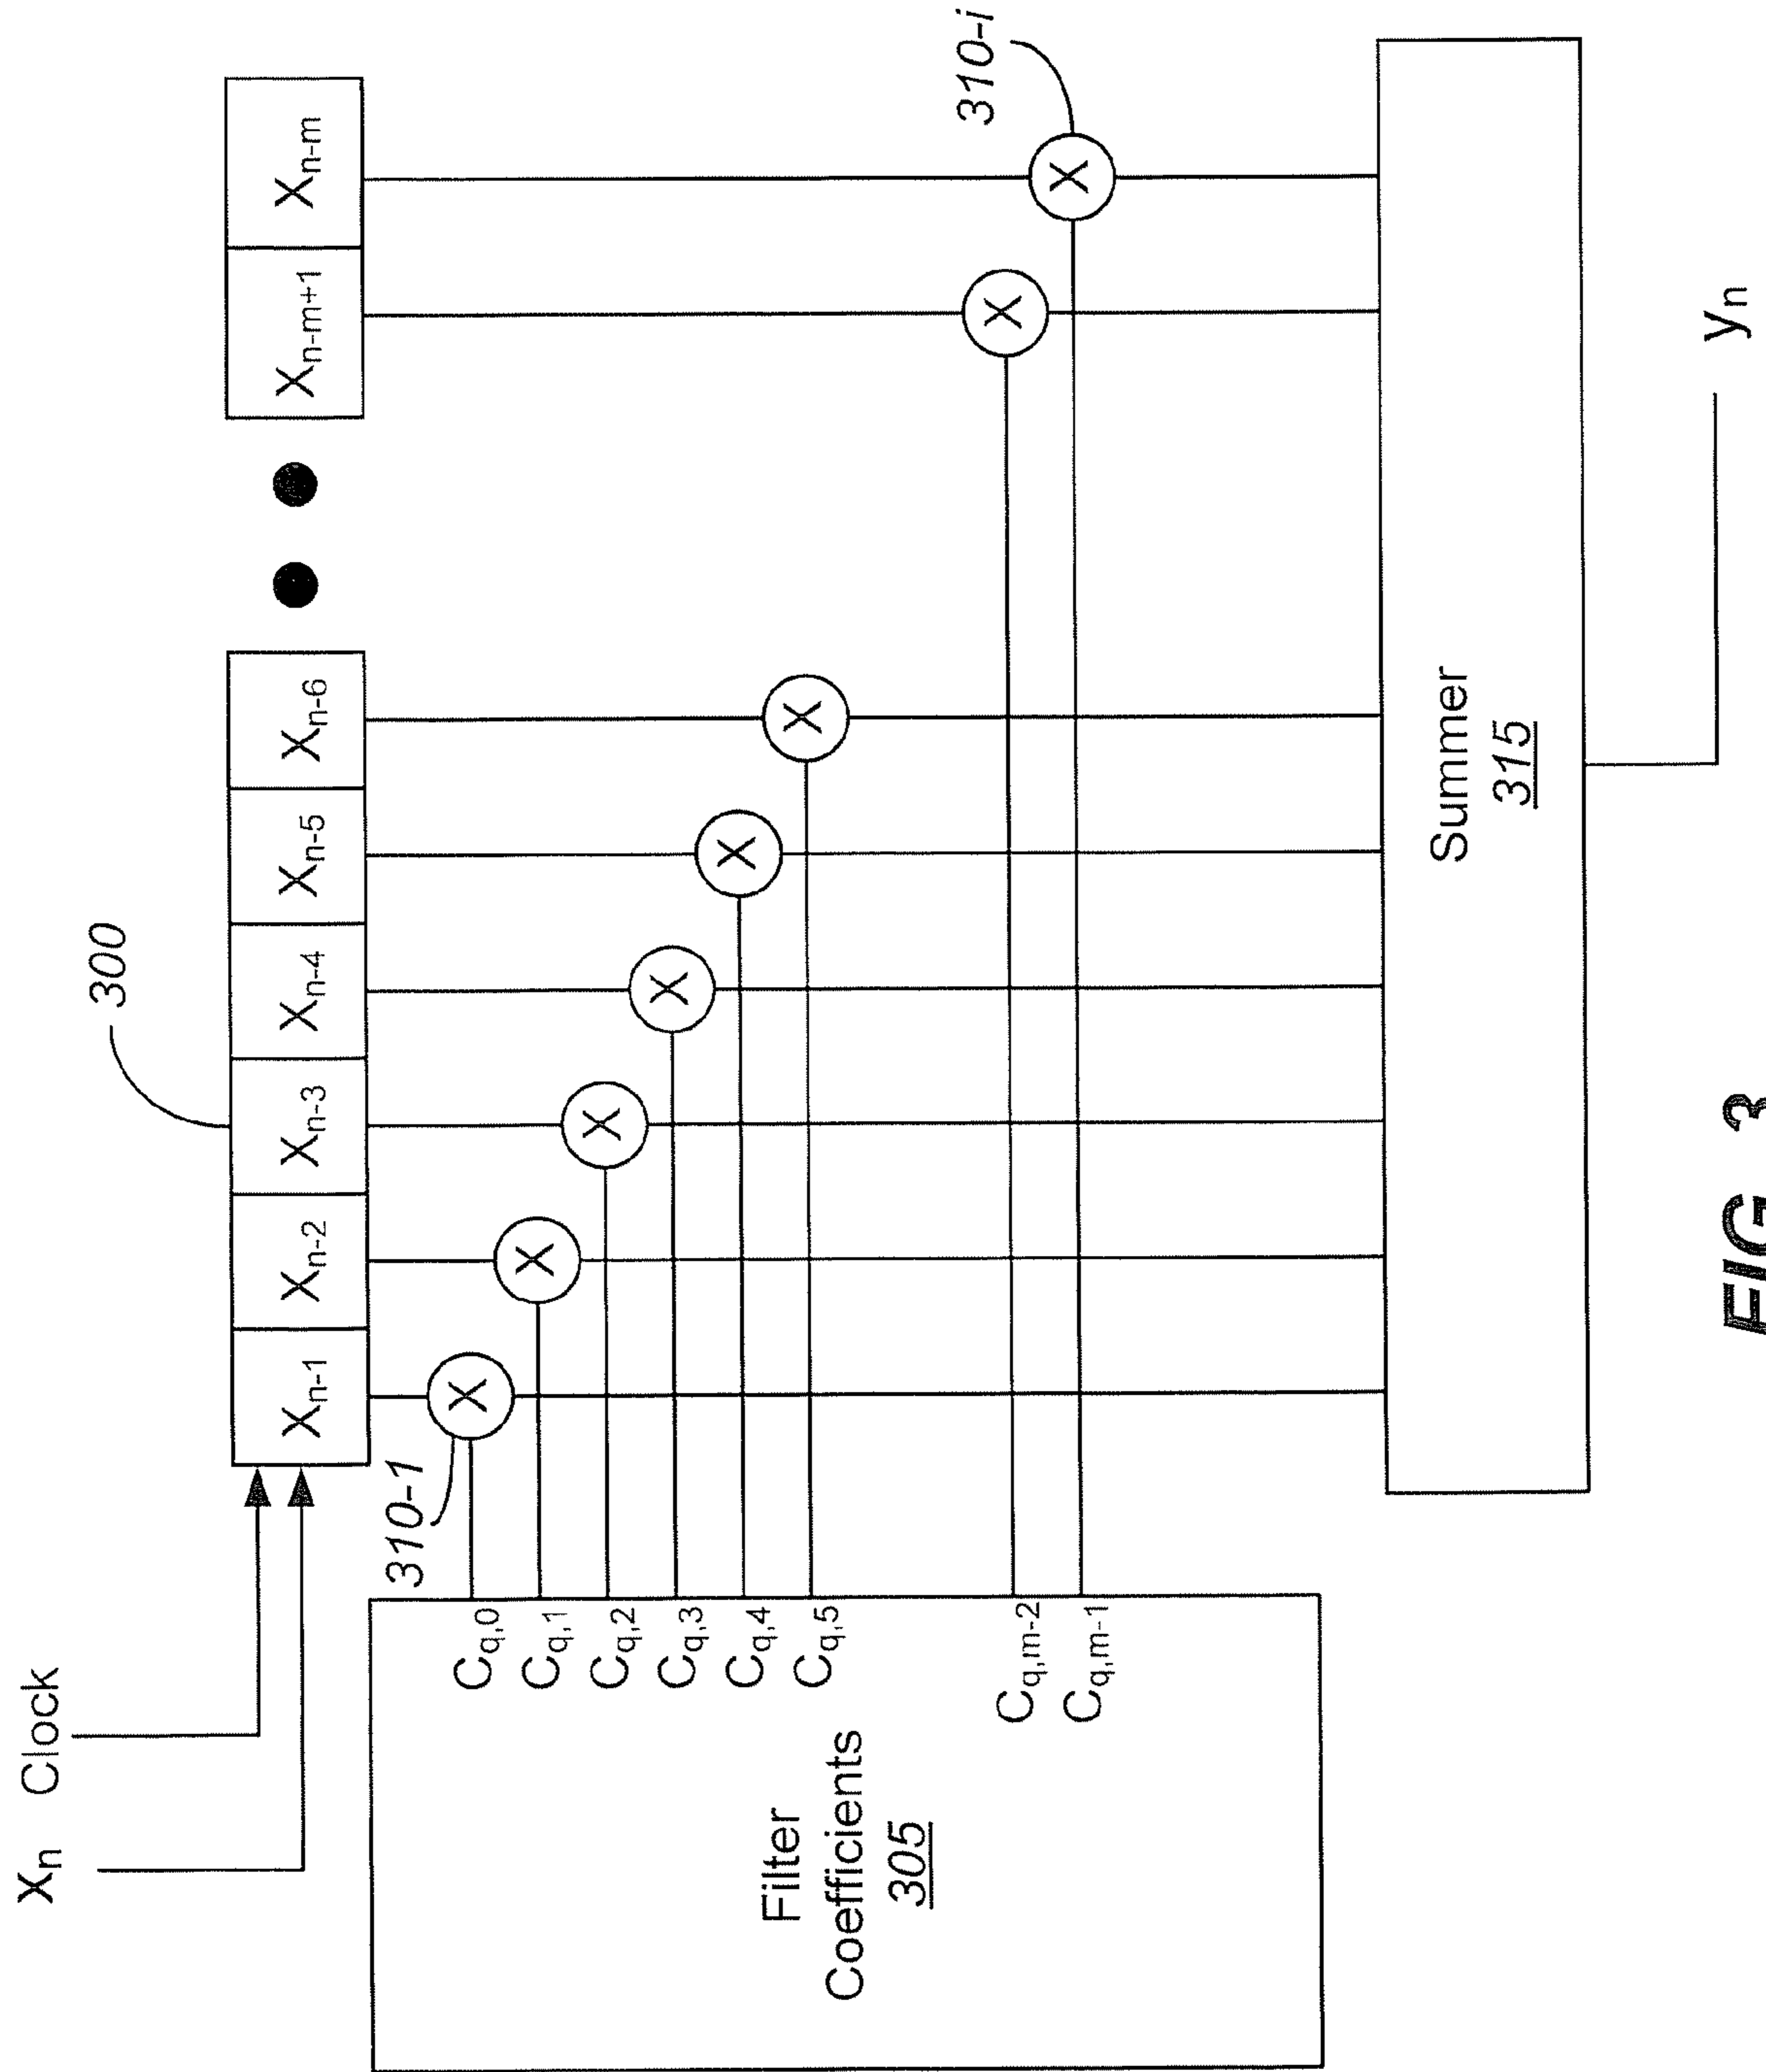 Xn Clock
300
Xn-1 Xn-2 Xn-3 Xn-4 Xn-5 Xn-6 Xn-m+1 Xn-m
310-1
X X X X X X X X
310-i
Cq,0
Cq,1
Cq,2
Cq,3
Cq,4
Cq,5
Cq,m-2
Cq,m-1
Filter
Coefficients
305
Summer
315
yn
FIG. 3